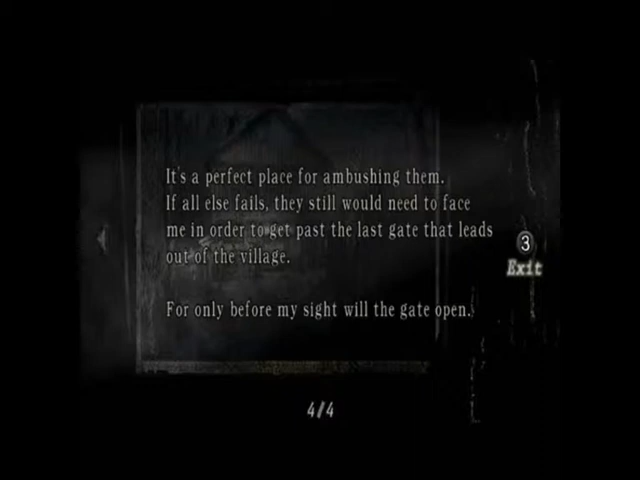 It's a perfect place for ambushing them.
If all else fails, they still would need to face
me in order to get past the last gate that leads
out of the village.
For only before my sight will the gate open.
3
Exit
4/4